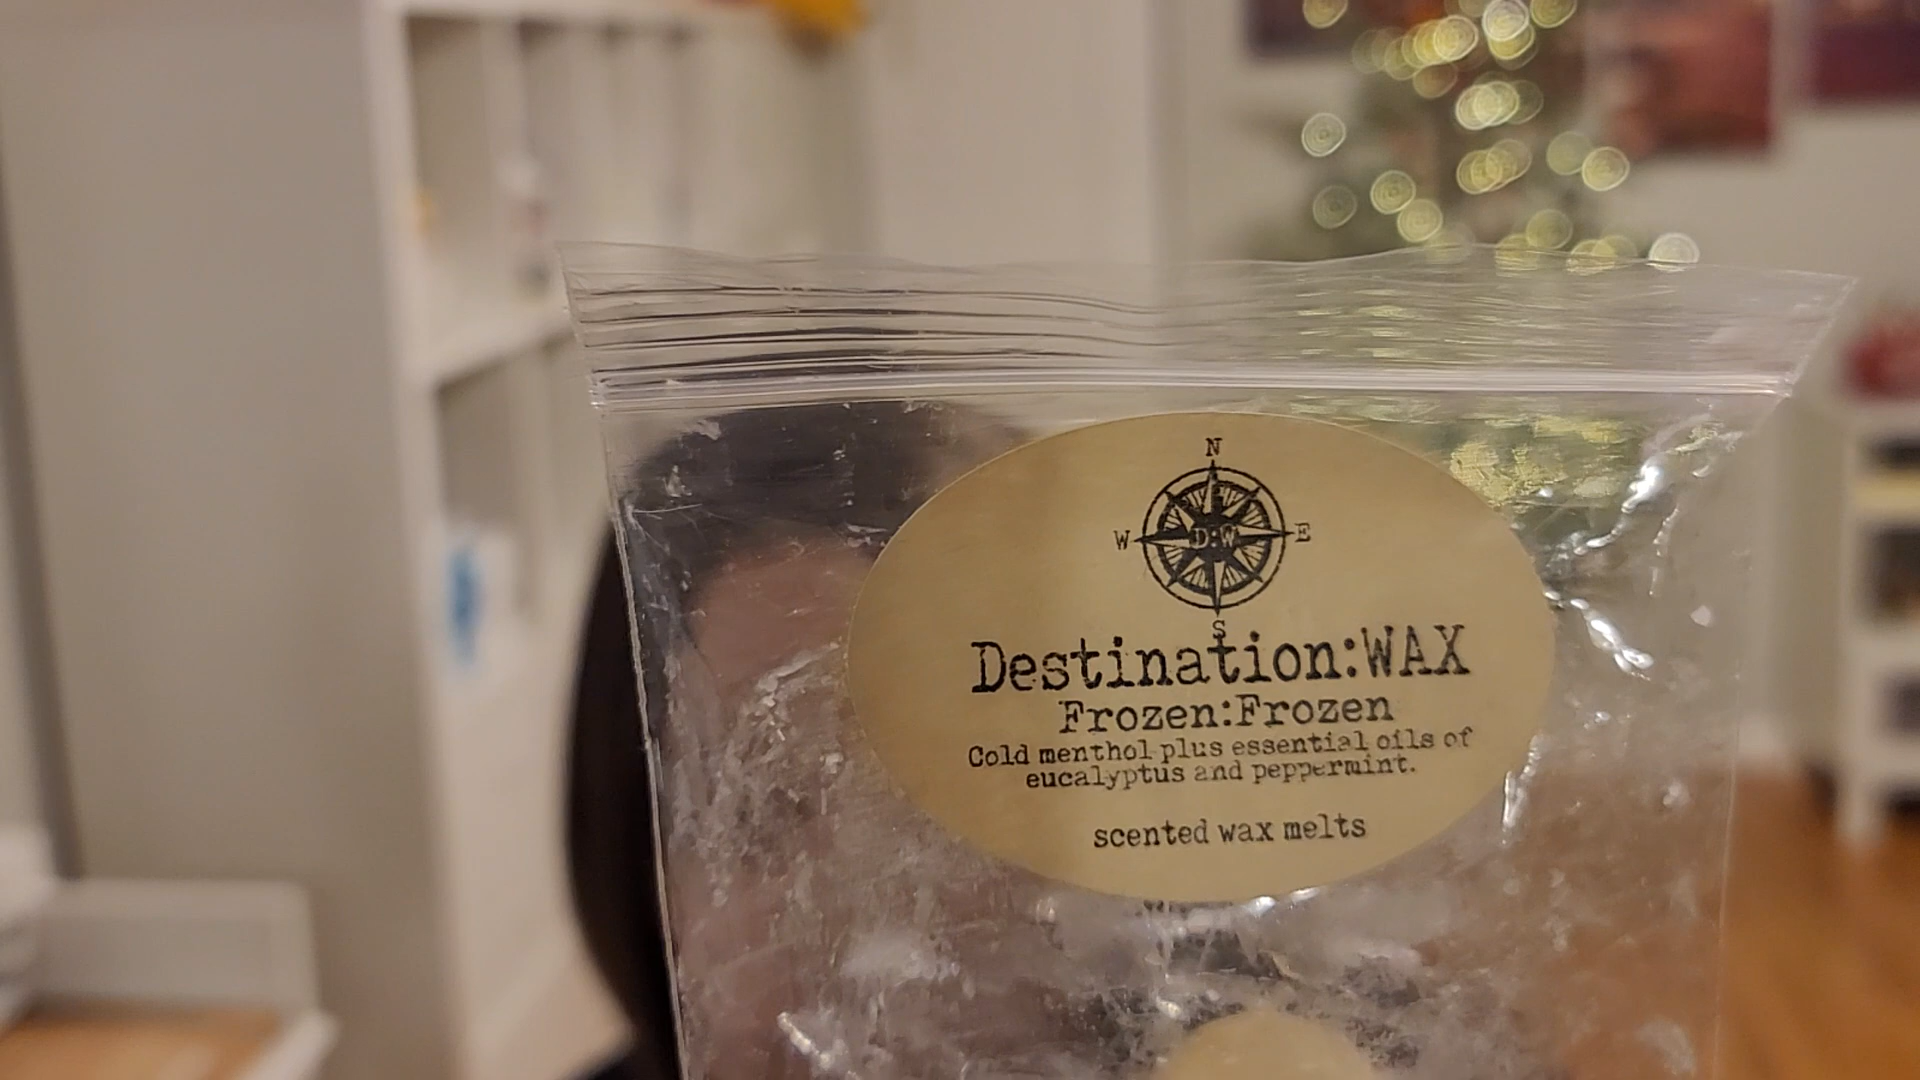 N
W D:W E
S
Destination:WAX
Frozen:Frozen
Cold menthol plus essential oils of
eucalyptus and peppermint.
scented wax melts